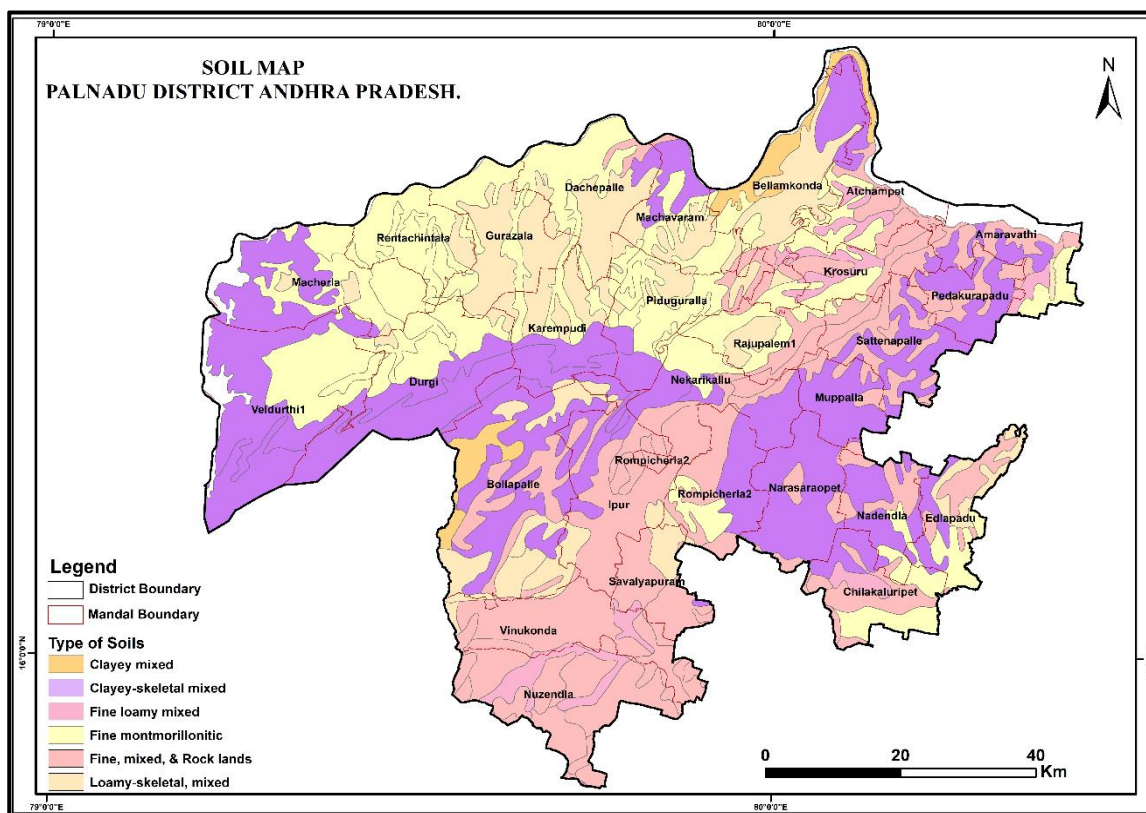 79°0'0"E
80°0'0"E
SOIL MAP
PALNADU DISTRICT ANDHRA PRADESH.
N
Dachepalle
Bellamkonda
Atchampet
Machavaram
Rentachintala
Gurazala
Amaravathi
Macherla
Krosuru
Piduguralla
Pedakurapadu
Karempudi
Rajupalem1
Sattenapalle
Durgi
Nekarikallu
Muppalla
Veldurthi1
Rompicherla2
Bollapalle
Rompicherla2
Narasaraopet
Ipur
Nadendla
Edlapadu
Savalyapuram
Chilakaluripet
Vinukonda
Nuzendla
Legend
District Boundary
Mandal Boundary
Type of Soils
Clayey mixed
Clayey-skeletal mixed
Fine loamy mixed
Fine montmorillonitic
Fine, mixed, & Rock lands
Loamy-skeletal, mixed
16°0'0"N
0 20 40
Km
79°0'0"E
80°0'0"E